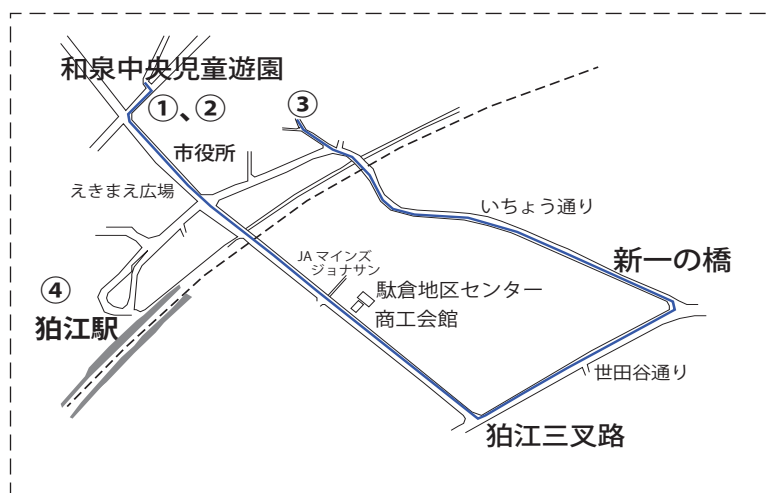 和泉中央児童遊園
①、②
③
市役所
えきまえ広場
いちょう通り
JAマインズ
ジョナサン
新一の橋
④
狛江駅
駄倉地区センター
商工会館
世田谷通り
狛江三叉路